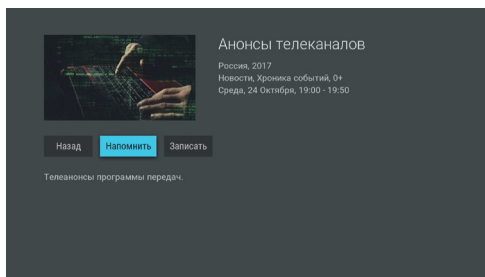 Анонсы телеканалов
Россия, 2017
Новости, Хроника событий, 0+
Среда, 24 Октября, 19:00 - 19:50
Назад Напомнить Записать
Телеанонсы программы передач.